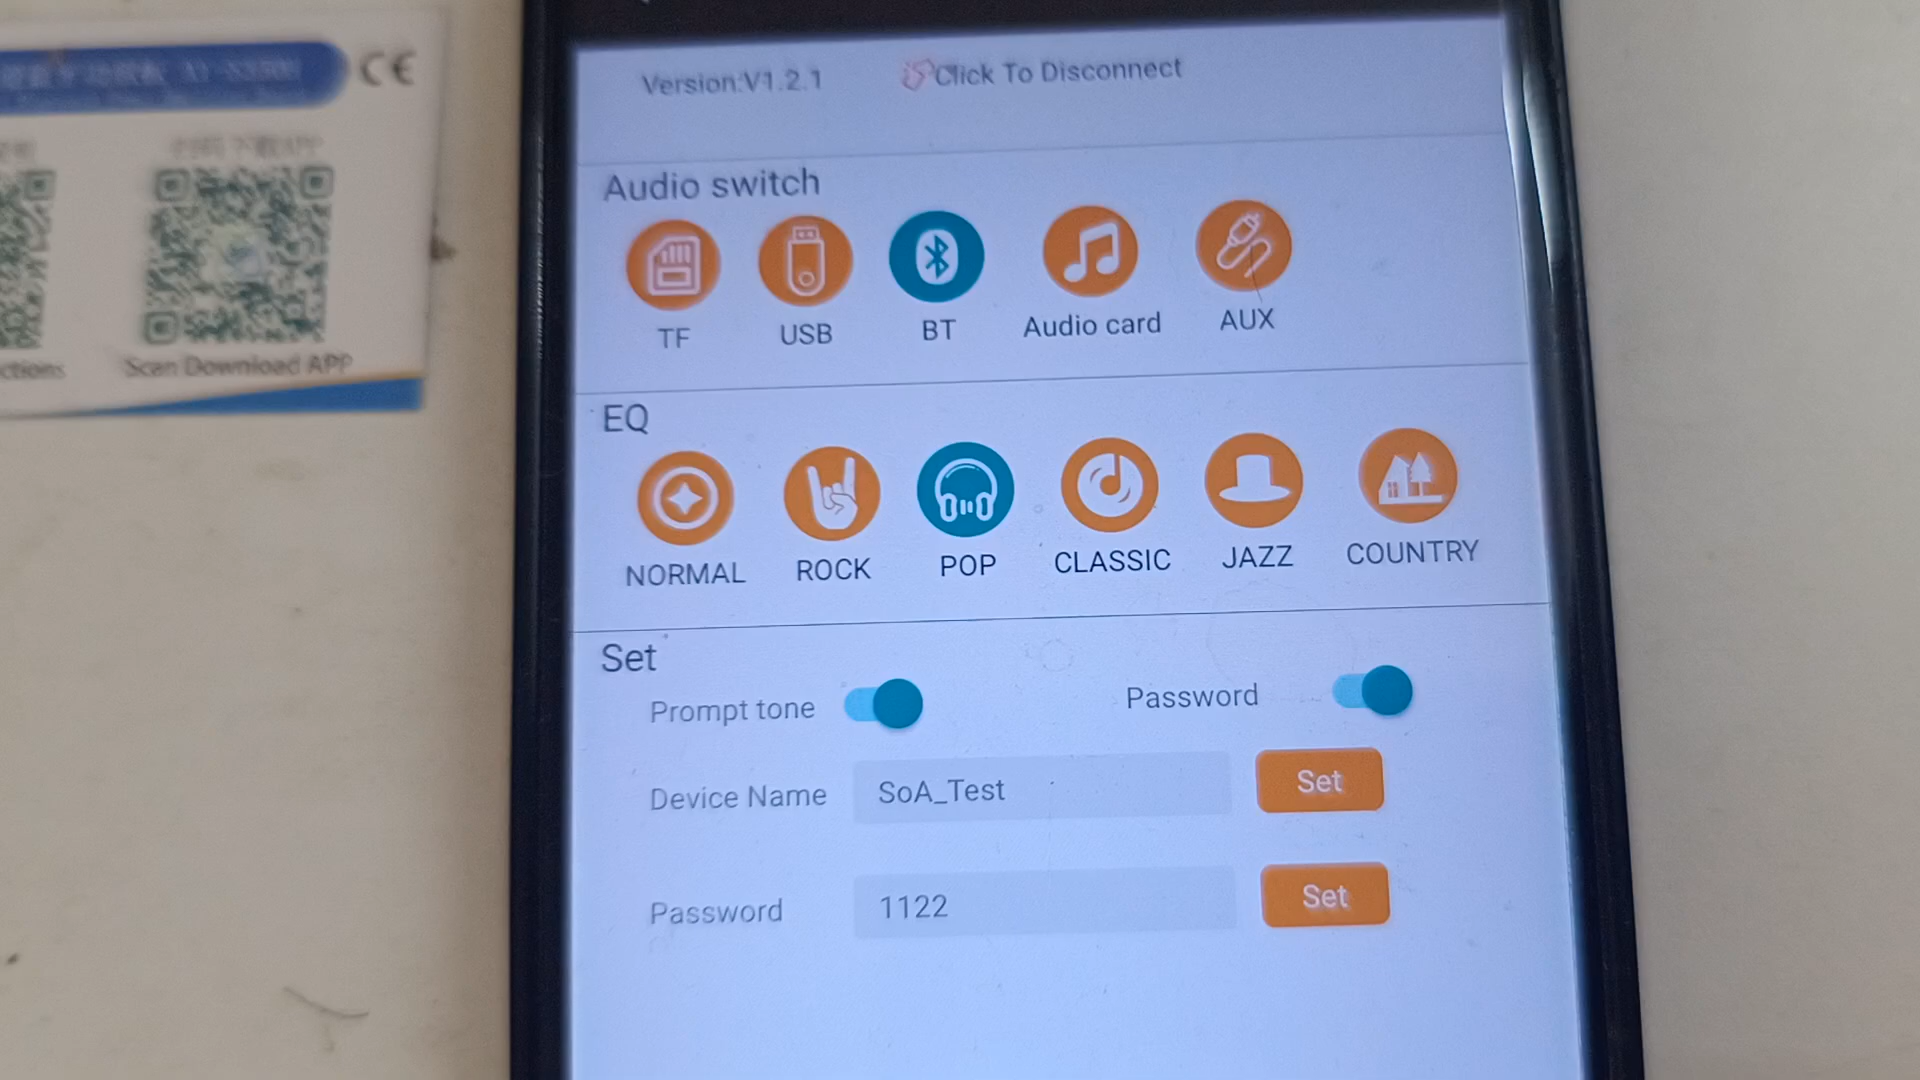 CE
ctions
Scan Download APP
Version:V1.2.1
Click To Disconnect
Audio switch
TF USB BT Audio card AUX
EQ
NORMAL ROCK POP CLASSIC JAZZ COUNTRY
Set
Prompt tone Password
Device Name SoA_Test Set
Password 1122 Set